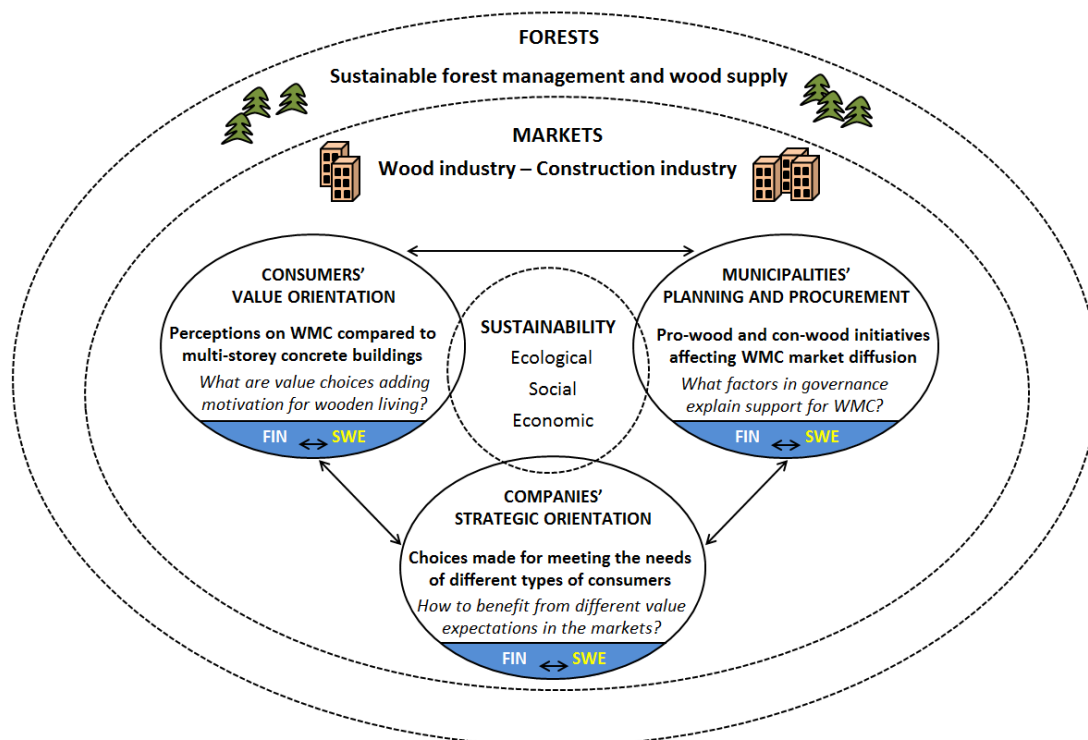 FORESTS
Sustainable forest management and wood supply
MARKETS
Wood industry – Construction industry
CONSUMERS’
VALUE ORIENTATION
Perceptions on WMC compared to
multi-storey concrete buildings
What are value choices adding
motivation for wooden living?
FIN SWE
SUSTAINABILITY
Ecological
Social
Economic
MUNICIPALITIES’
PLANNING AND PROCUREMENT
Pro-wood and con-wood initiatives
affecting WMC market diffusion
What factors in governance
explain support for WMC?
FIN SWE
COMPANIES’
STRATEGIC ORIENTATION
Choices made for meeting the needs
of different types of consumers
How to benefit from different value
expectations in the markets?
FIN SWE